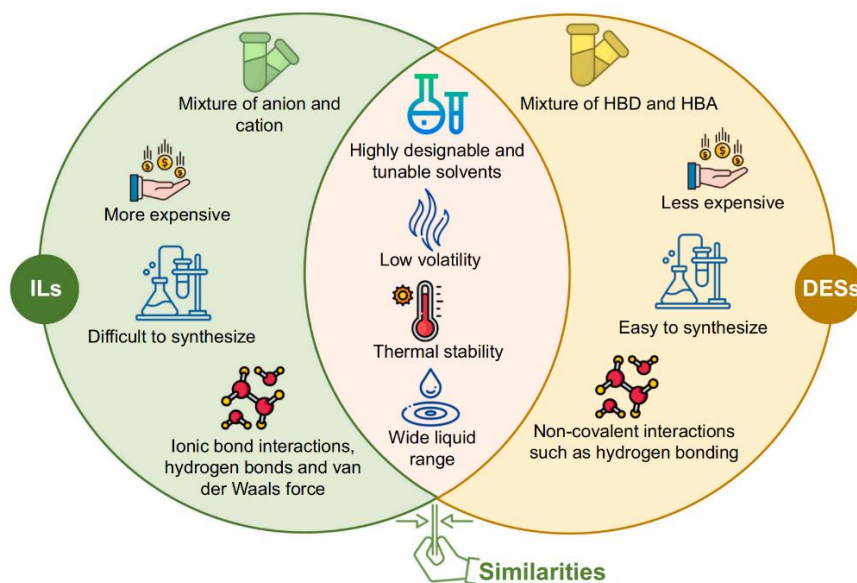 ILs
Mixture of anion and
cation
More expensive
Difficult to synthesize
Ionic bond interactions,
hydrogen bonds and van
der Waals force
Highly designable and
tunable solvents
Low volatility
Thermal stability
Wide liquid
range
Mixture of HBD and HBA
Less expensive
Easy to synthesize
Non-covalent interactions
such as hydrogen bonding
DESs
Similarities